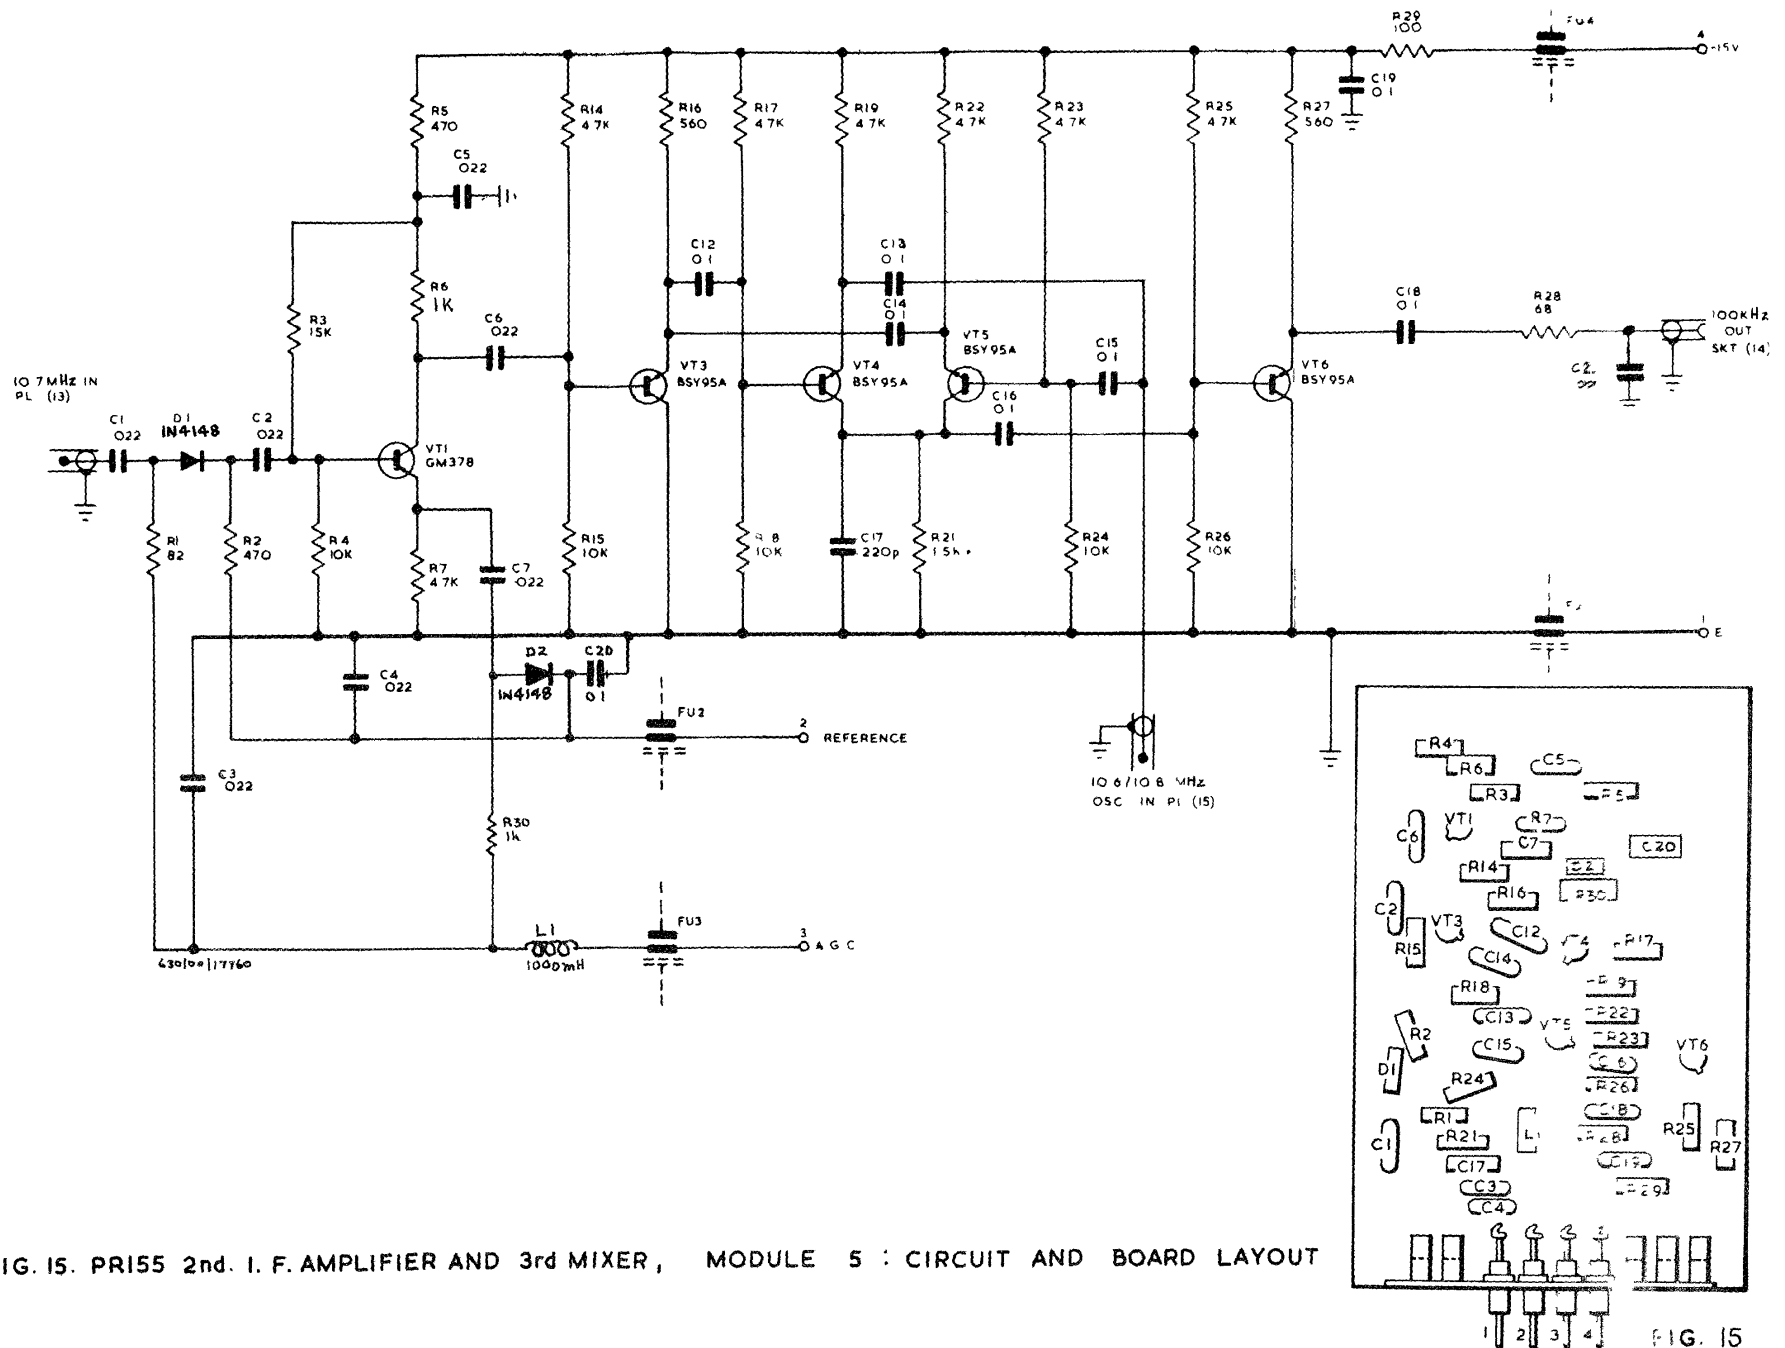 R29
100
FU4
4
-15V
C19
0.1
R5
470
R14
4.7K
R16
560
R17
4.7K
R19
4.7K
R22
4.7K
R23
4.7K
R25
4.7K
R27
560
C5
.022
C12
0.1
C13
0.1
C14
0.1
R6
1K
R3
15K
C6
.022
VT3
BSY95A
VT4
BSY95A
VT5
BSY95A
C15
0.1
C16
0.1
VT6
BSY95A
C18
0.1
R28
68
100KHz
OUT
SKT (14)
10.7MHz IN
PL (13)
C1
.022
D1
IN4148
C2
.022
VT1
GM378
R1
82
R2
470
R4
10K
R7
4.7K
C7
.022
R15
10K
10K
C17
220p
R21
R24
10K
R26
10K
1
E
D2
IN4148
C20
0.1
C4
.022
FU2
2
REFERENCE
C3
.022
R30
1k
10.6/10.8 MHz
OSC IN Pl (15)
L1
1000mH
FU3
3
A G C
630/00/17760
R4
R6
C5
R3
R5
C6
VT1
R7
C7
C20
R14
D2
R30
R16
C2
VT3
R15
C12
C14
R17
R18
C13
R22
R2
VT5
R23
C15
VT6
D1
R24
R26
R1
C18
R21
R28
R25
R27
C1
C17
C19
C3
R29
C4
1
2
3
4
IG. 15. PR155 2nd. I. F. AMPLIFIER AND 3rd MIXER, MODULE 5 : CIRCUIT AND BOARD LAYOUT
FIG. 15